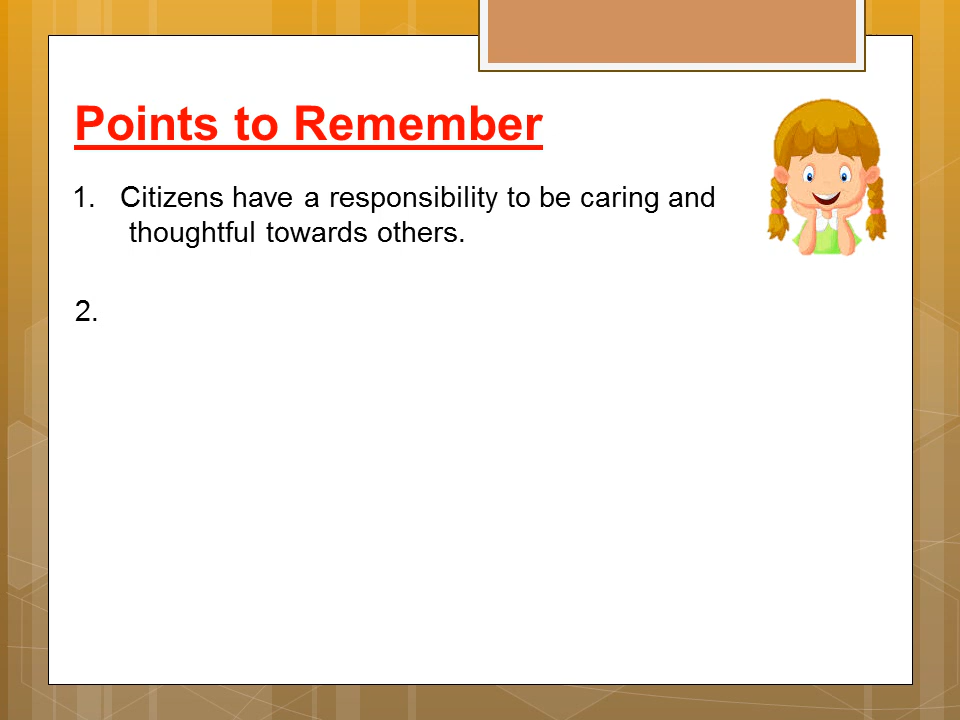 Points to Remember
1. Citizens have a responsibility to be caring and
thoughtful towards others.
2.